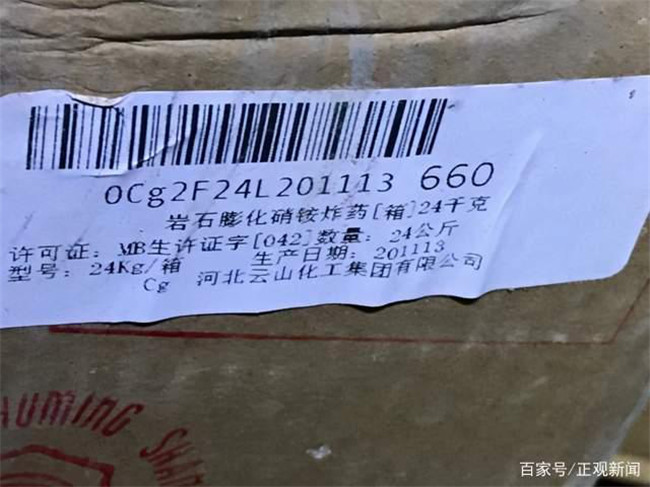 0Cg2F24L201113 660
岩石膨化硝铵炸药[箱]24千克
许可证: MB生许证字[042]数量: 24公斤
型号: 24Kg/箱 生产日期: 201113
Cg 河北云山化工集团有限公司
百家号/正观新闻